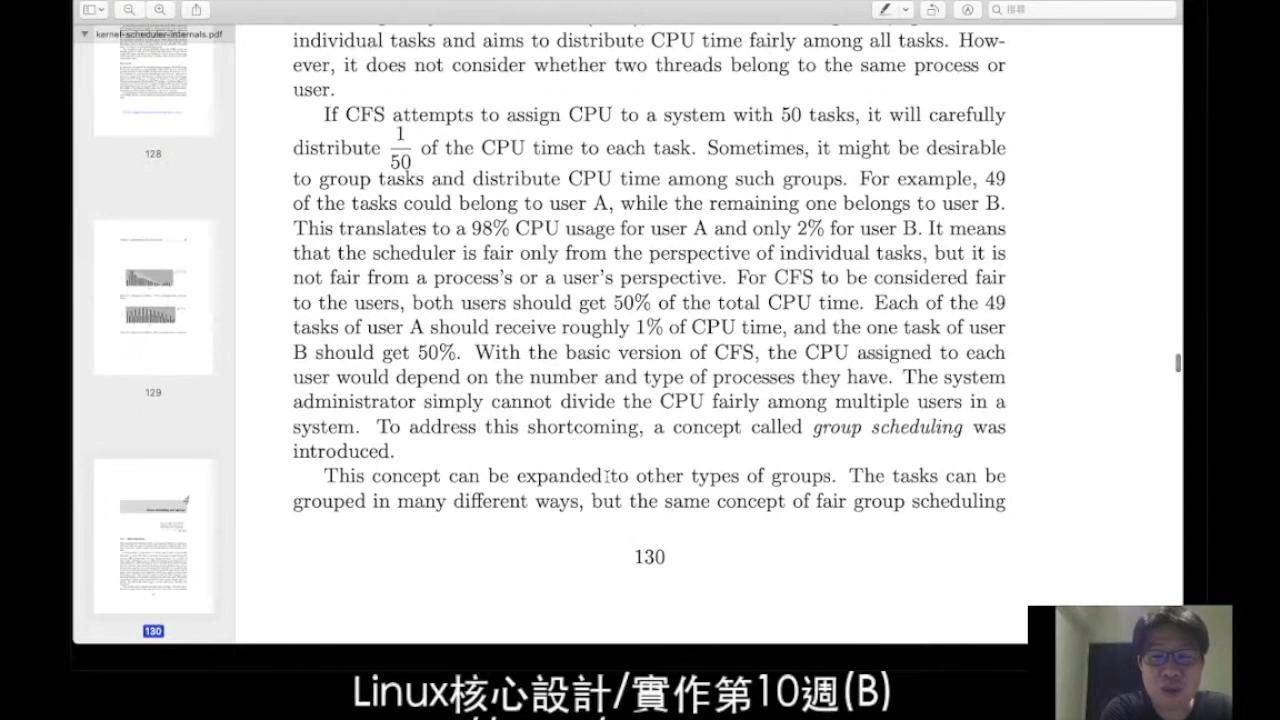 搜尋
kernel-scheduler-internals.pdf
individual tasks and aims to distribute CPU time fairly among all tasks. How-
ever, it does not consider whether two threads belong to the same process or
user.
If CFS attempts to assign CPU to a system with 50 tasks, it will carefully
distribute 1/50 of the CPU time to each task. Sometimes, it might be desirable
to group tasks and distribute CPU time among such groups. For example, 49
of the tasks could belong to user A, while the remaining one belongs to user B.
This translates to a 98% CPU usage for user A and only 2% for user B. It means
that the scheduler is fair only from the perspective of individual tasks, but it is
not fair from a process's or a user's perspective. For CFS to be considered fair
to the users, both users should get 50% of the total CPU time. Each of the 49
tasks of user A should receive roughly 1% of CPU time, and the one task of user
B should get 50%. With the basic version of CFS, the CPU assigned to each
user would depend on the number and type of processes they have. The system
administrator simply cannot divide the CPU fairly among multiple users in a
system. To address this shortcoming, a concept called group scheduling was
introduced.
This concept can be expanded to other types of groups. The tasks can be
grouped in many different ways, but the same concept of fair group scheduling
130
128
129
130
Linux核心設計/實作第10週(B)